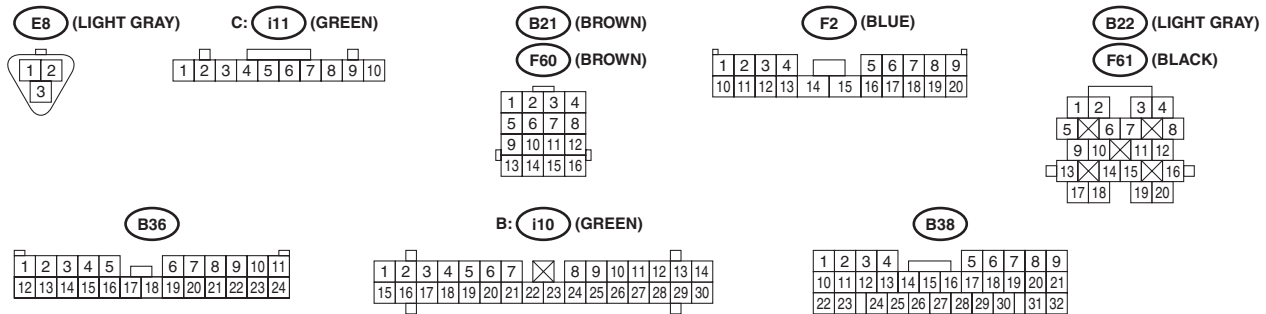 E8 (LIGHT GRAY)
1 2
3
C: i11 (GREEN)
1 2 3 4 5 6 7 8 9 10
B21 (BROWN)
F60 (BROWN)
1 2 3 4
5 6 7 8
9 10 11 12
13 14 15 16
F2 (BLUE)
1 2 3 4 5 6 7 8 9
10 11 12 13 14 15 16 17 18 19 20
B22 (LIGHT GRAY)
F61 (BLACK)
1 2 3 4
5 6 7 8
9 10 11 12
13 14 15 16
17 18 19 20
B36
1 2 3 4 5 6 7 8 9 10 11
12 13 14 15 16 17 18 19 20 21 22 23 24
B: i10 (GREEN)
1 2 3 4 5 6 7 8 9 10 11 12 13 14
15 16 17 18 19 20 21 22 23 24 25 26 27 28 29 30
B38
1 2 3 4 5 6 7 8 9
10 11 12 13 14 15 16 17 18 19 20 21
22 23 24 25 26 27 28 29 30 31 32